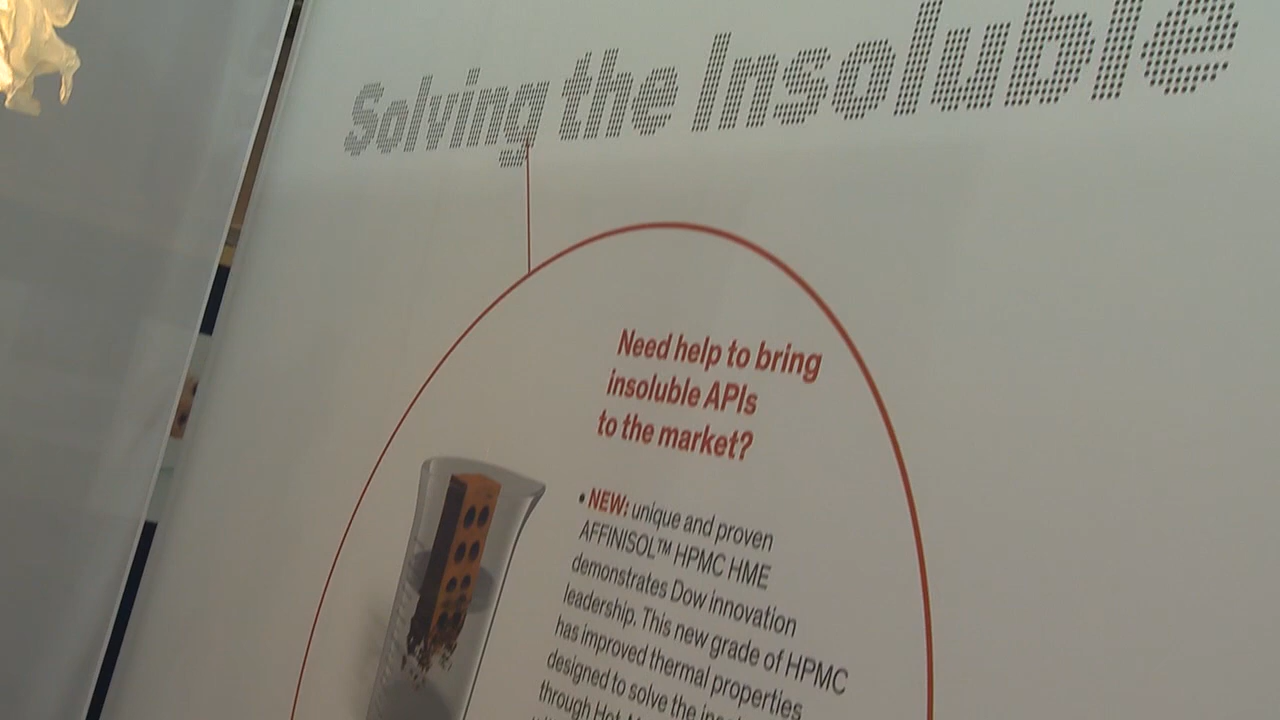 Solving the Insoluble
Need help to bring
insoluble APIs
to the market?
• NEW: unique and proven
AFFINISOL™ HPMC HME
demonstrates Dow innovation
leadership. This new grade of HPMC
has improved thermal properties
designed to solve the
through